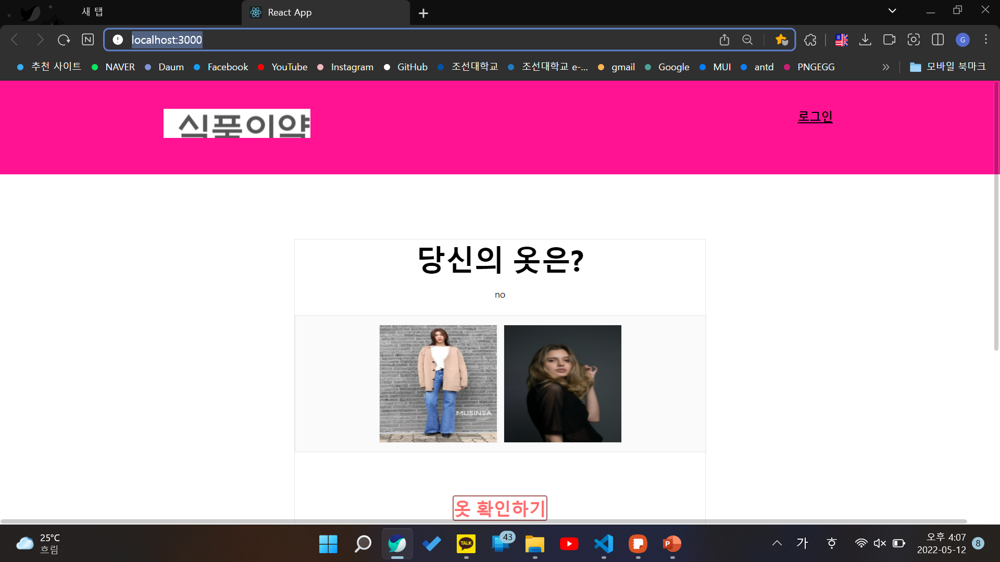 새 탭
React App
localhost:3000
추천 사이트
NAVER
Daum
Facebook
YouTube
Instagram
GitHub
조선대학교
조선대학교 e-...
gmail
Google
MUI
antd
PNGEGG
모바일 북마크
식품이약
로그인
당신의 옷은?
no
MUSINSA
옷 확인하기
25°C
흐림
TALK
43
가
오후 4:07
2022-05-12
8